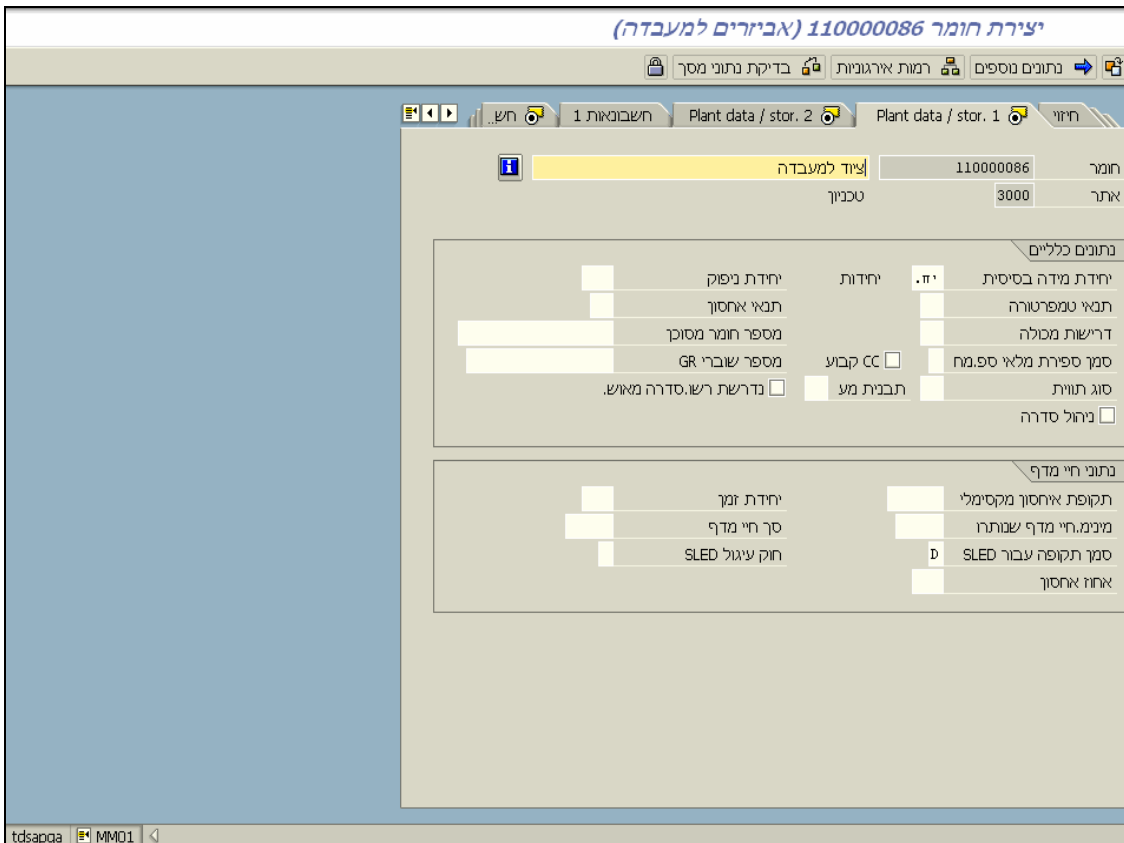 יצירת חומר 110000086 (אביזרים למעבדה)
נתונים נוספים רמות אירגוניות בדיקת נתוני מסך
חיזוי Plant data / stor. 1 Plant data / stor. 2 חשבונאות 1 חש..
חומר 110000086 ציוד למעבדה
אתר 3000 טכניון
נתונים כלליים
יחידת מידה בסיסית יח. יחידות יחידת ניפוק
תנאי טמפרטורה תנאי אחסון
דרישות מכולה מספר חומר מסוכן
סמן ספירת מלאי ספ.מח CC קבוע מספר שוברי GR
סוג תווית תבנית מע נדרשת רשו.סדרה מאוש.
ניהול סדרה
נתוני חיי מדף
תקופת איחסון מקסימלי יחידת זמן
מינימ.חיי מדף שנותרו סך חיי מדף
סמן תקופה עבור SLED D חוק עיגול SLED
אחוז אחסון
MM01 tdsapqa